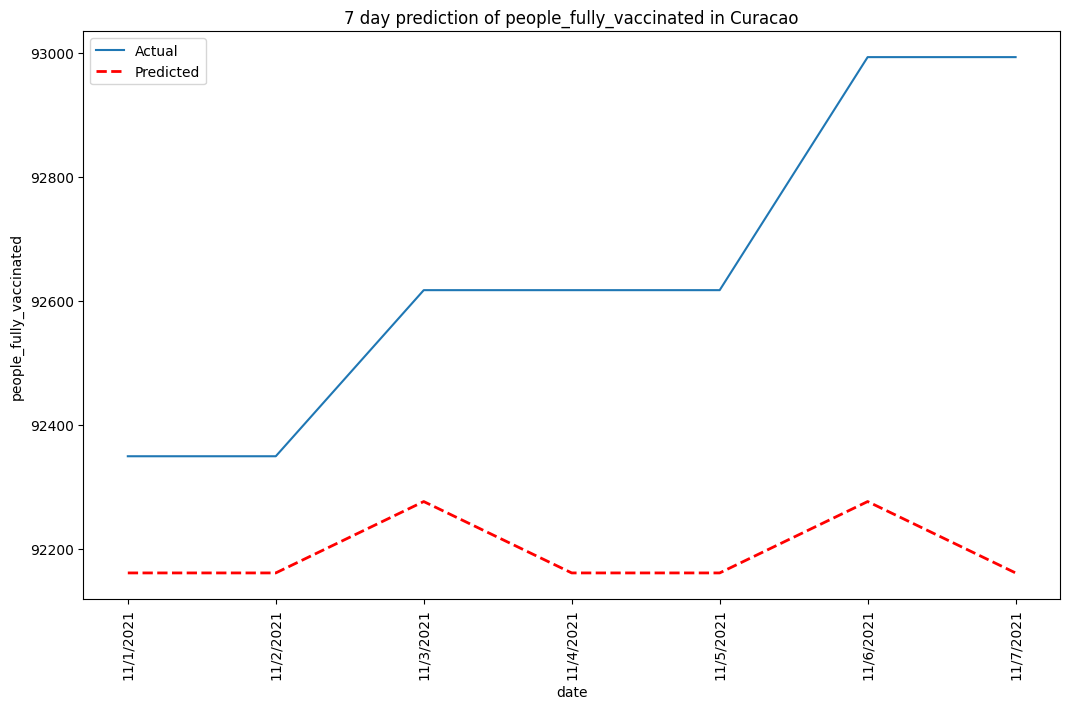 7 day prediction of people_fully_vaccinated in Curacao
Actual
Predicted
93000
92800
92600
92400
92200
people_fully_vaccinated
11/1/2021
11/2/2021
11/3/2021
11/4/2021
11/5/2021
11/6/2021
11/7/2021
date